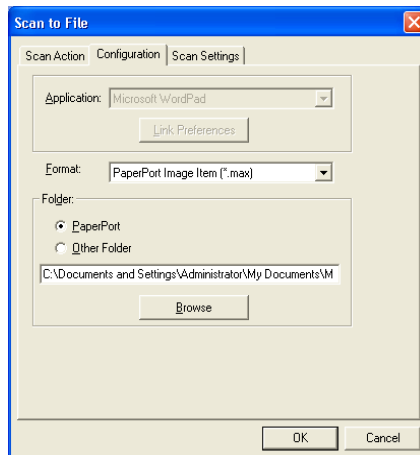 Scan to File
Scan Action Configuration Scan Settings
Application: Microsoft WordPad
Link Preferences
Format: PaperPort Image Item (*.max)
Folder:
PaperPort
Other Folder
C:\Documents and Settings\Administrator\My Documents\M
Browse
OK Cancel